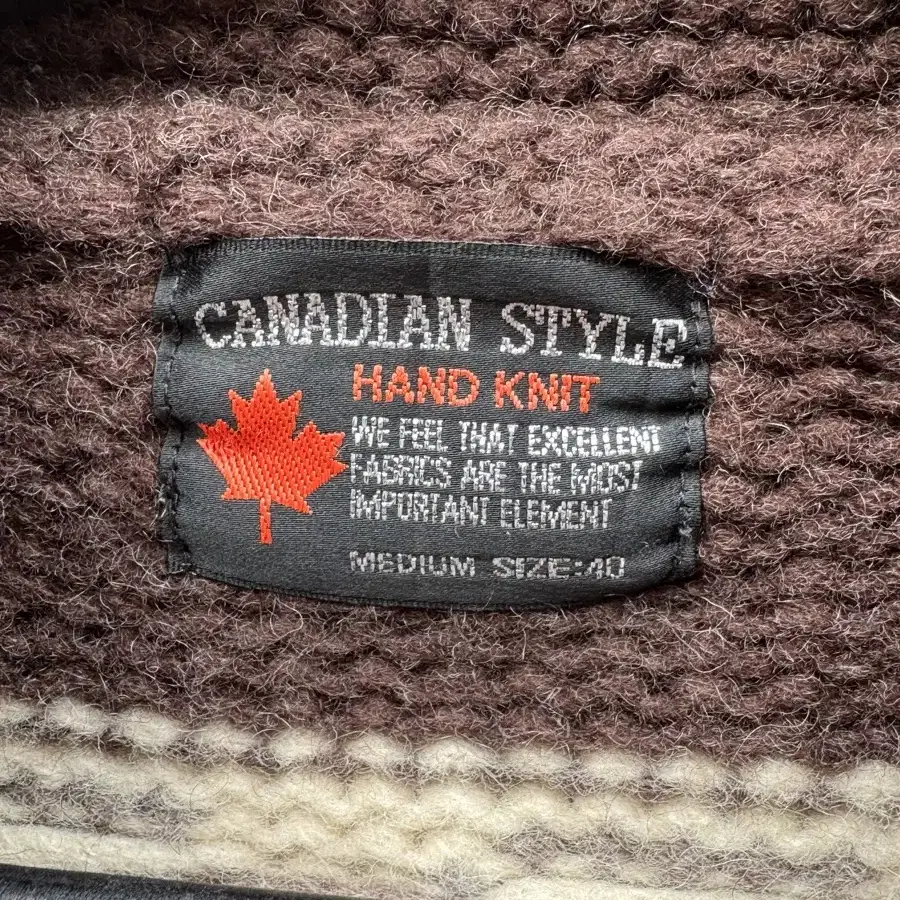 CANADIAN STYLE
HAND KNIT
WE FEEL THAT EXCELLENT
FABRICS ARE THE MOST
IMPORTANT ELEMENT
MEDIUM SIZE:40